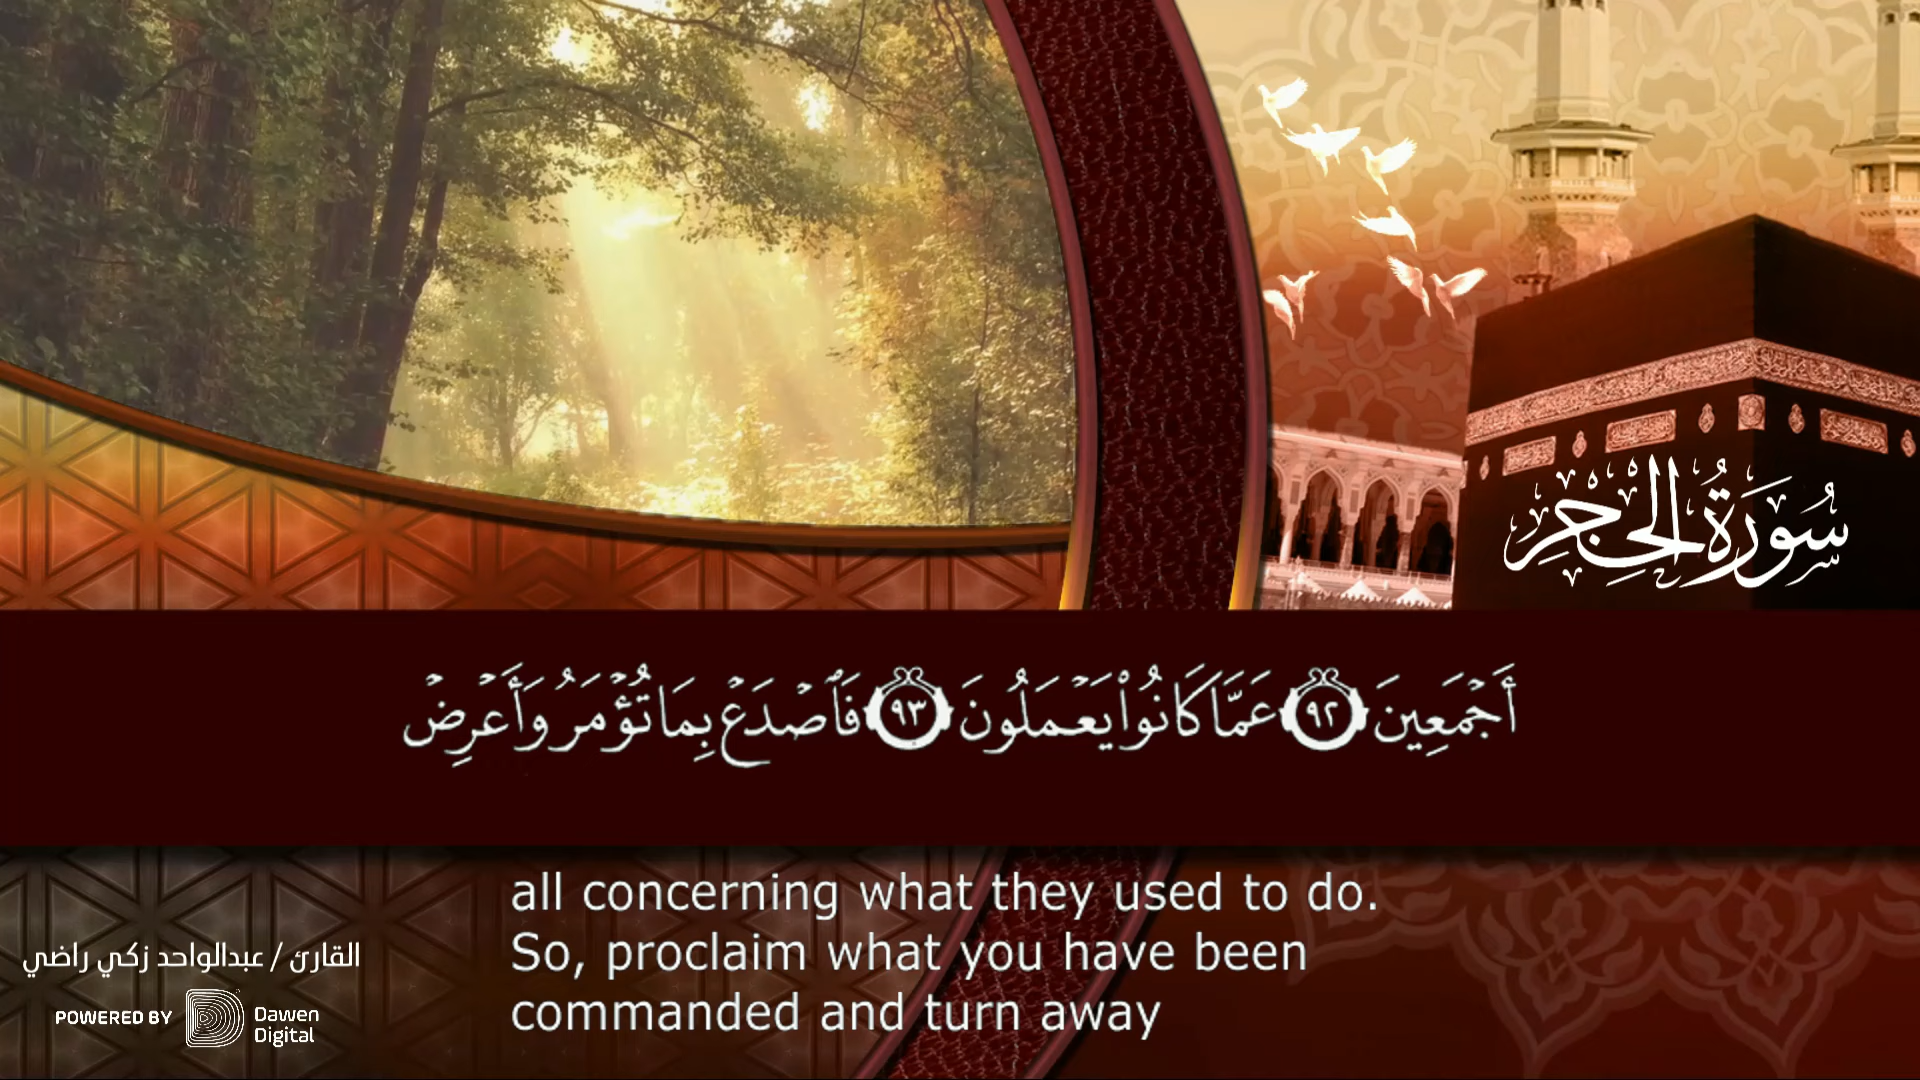 سُورَةُ الحِجْرِ
أَجْمَعِينَ ٩٢ عَمَّا كَانُوا۟ يَعْمَلُونَ ٩٣ فَٱصْدَعْ بِمَا تُؤْمَرُ وَأَعْرِضْ
all concerning what they used to do.
So, proclaim what you have been
commanded and turn away
القارئ / عبدالواحد زكي راضي
POWERED BY
Dawen
Digital